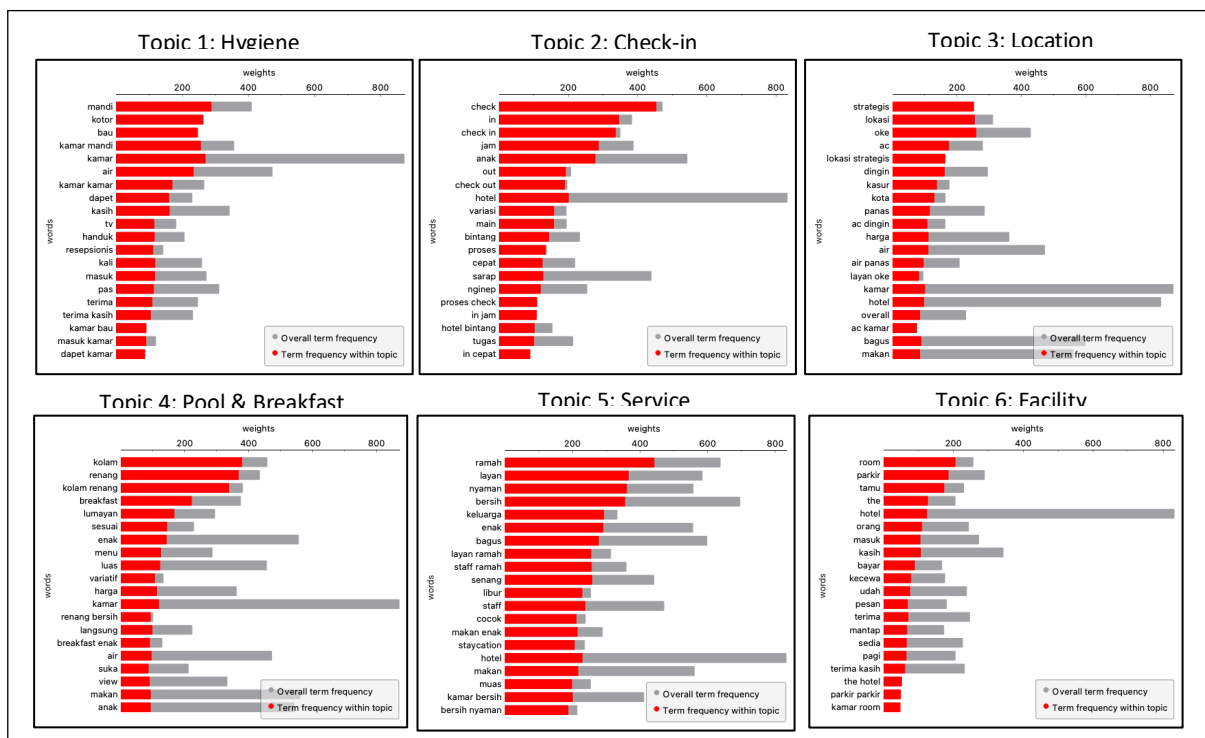 Topic 1: Hygiene
weights
200 400 600 800
words
mandi
kotor
bau
kamar mandi
kamar
air
kamar kamar
dapet
kasih
tv
handuk
resepsionis
kali
masuk
pas
terima
terima kasih
kamar bau
masuk kamar
dapet kamar
Overall term frequency
Term frequency within topic
Topic 2: Check-in
weights
200 400 600 800
words
check
in
check in
jam
anak
out
check out
hotel
variasi
main
bintang
proses
cepat
sarap
nginep
proses check
in jam
hotel bintang
tugas
in cepat
Overall term frequency
Term frequency within topic
Topic 3: Location
weights
200 400 600 800
words
strategis
lokasi
oke
ac
lokasi strategis
dingin
kasur
kota
panas
ac dingin
harga
air
air panas
layan oke
kamar
hotel
overall
ac kamar
bagus
makan
Overall term frequency
Term frequency within topic
Topic 4: Pool & Breakfast
weights
200 400 600 800
words
kolam
renang
kolam renang
breakfast
lumayan
sesuai
enak
menu
luas
variatif
harga
kamar
renang bersih
langsung
breakfast enak
air
suka
view
makan
anak
Overall term frequency
Term frequency within topic
Topic 5: Service
weights
200 400 600 800
words
ramah
layan
nyaman
bersih
keluarga
enak
bagus
layan ramah
staff ramah
senang
libur
staff
cocok
makan enak
staycation
hotel
makan
muas
kamar bersih
bersih nyaman
Overall term frequency
Term frequency within topic
Topic 6: Facility
weights
200 400 600 800
words
room
parkir
tamu
the
hotel
orang
masuk
kasih
bayar
kecewa
udah
pesan
terima
mantap
sedia
pagi
terima kasih
the hotel
parkir parkir
kamar room
Overall term frequency
Term frequency within topic